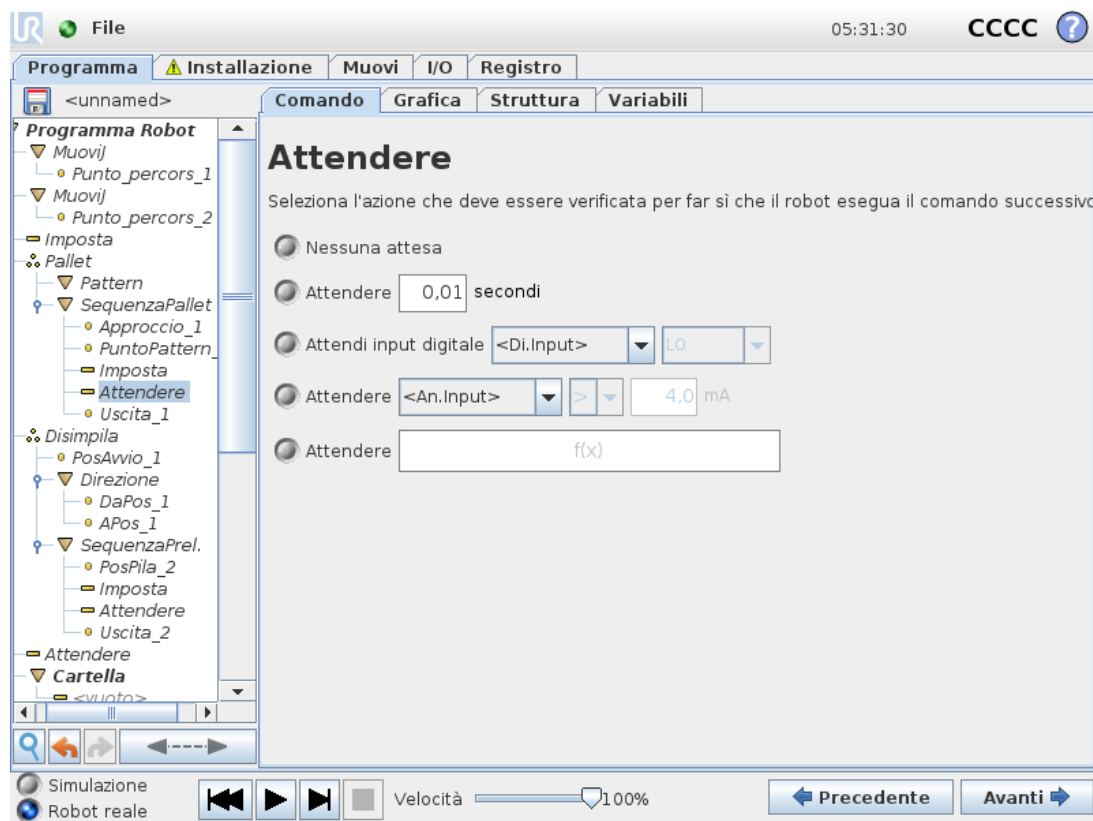 UR File 05:31:30 CCCC ?
Programma Installazione Muovi I/O Registro
<unnamed> Comando Grafica Struttura Variabili
Programma Robot
MuoviJ
Punto_percors_1
MuoviJ
Punto_percors_2
Imposta
Pallet
Pattern
SequenzaPallet
Approccio_1
PuntoPattern_
Imposta
Attendere
Uscita_1
Disimpila
PosAvvio_1
Direzione
DaPos_1
APos_1
SequenzaPrel.
PosPila_2
Imposta
Attendere
Uscita_2
Attendere
Cartella
<vuoto>
Attendere
Seleziona l'azione che deve essere verificata per far sì che il robot esegua il comando successivo
Nessuna attesa
Attendere 0,01 secondi
Attendi input digitale <Di.Input> LO
Attendere <An.Input> > 4,0 mA
Attendere f(x)
Simulazione
Robot reale
Velocità 100%
Precedente Avanti